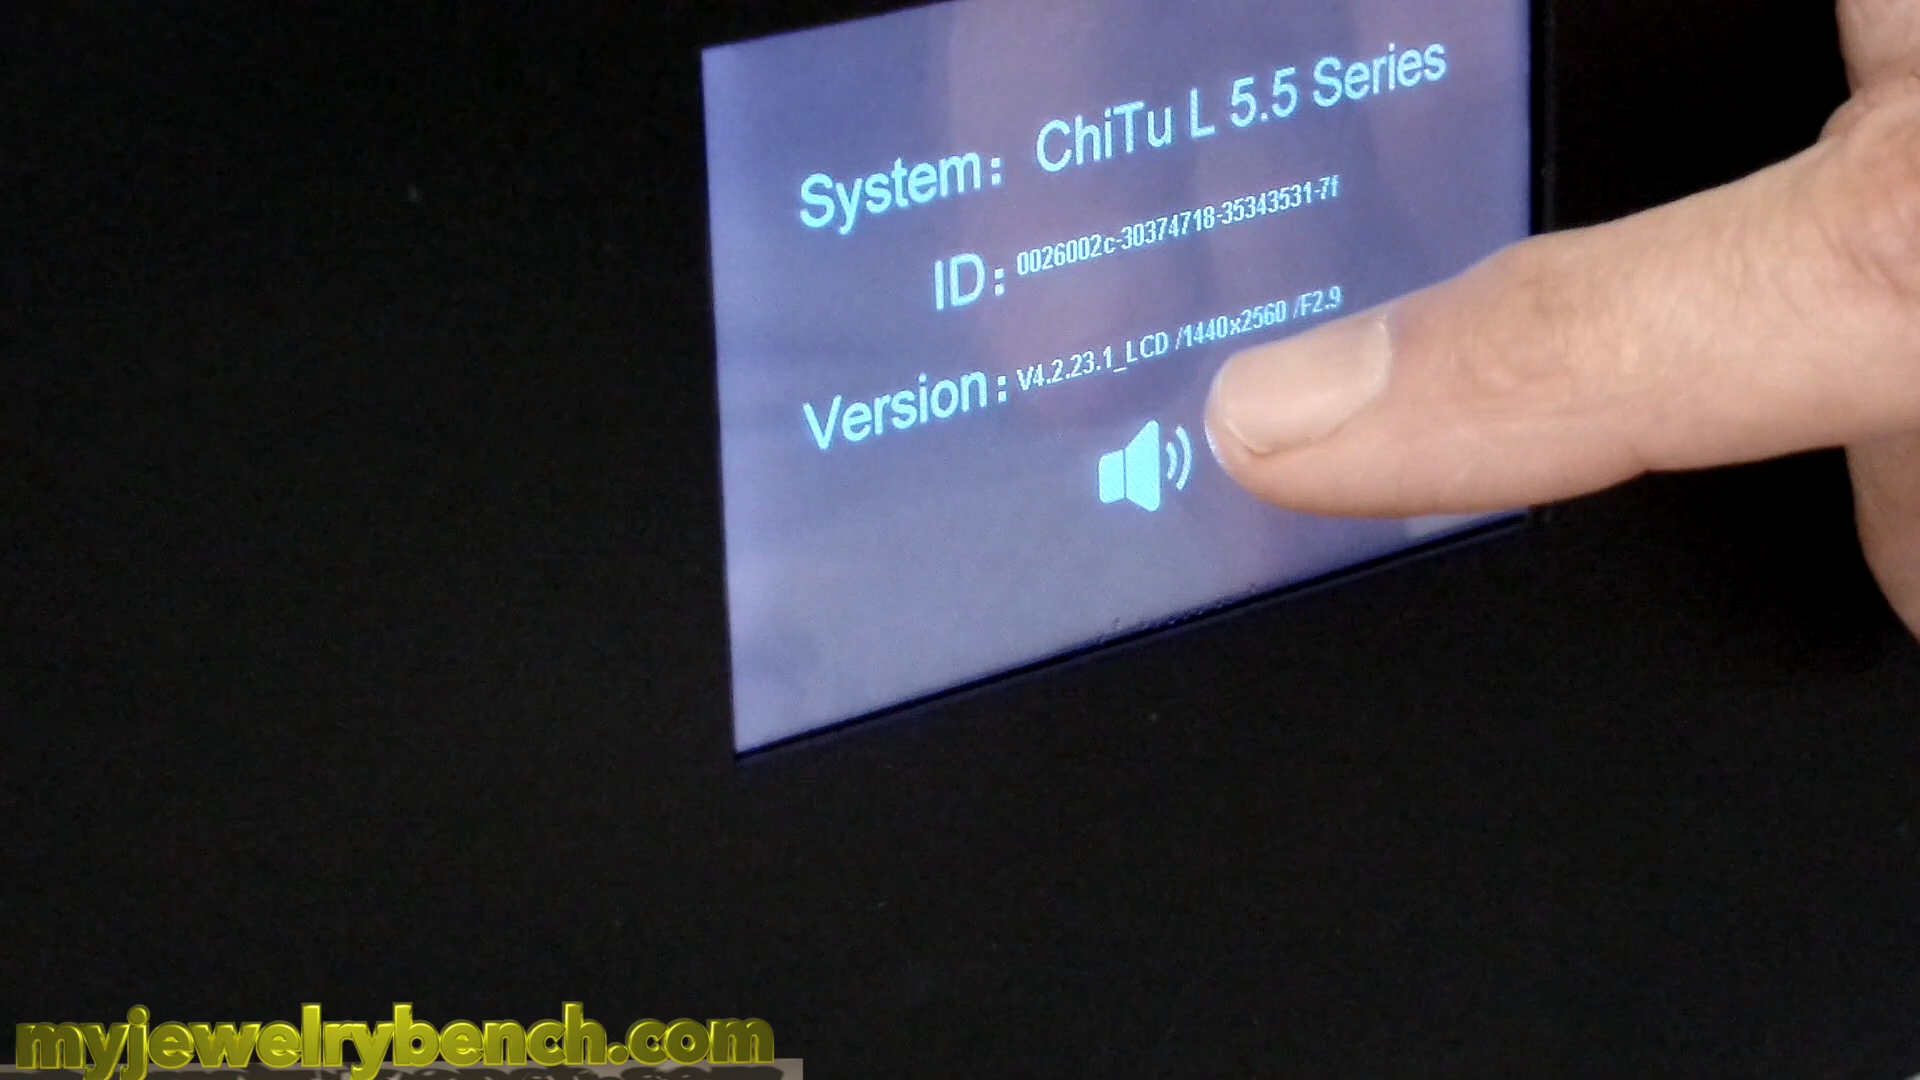 System: ChiTu L 5.5 Series
ID: 0026002c-30374718-35343531-7f
Version: V4.2.23.1_LCD /1440x2560 /F2.9
myjewelrybench.com